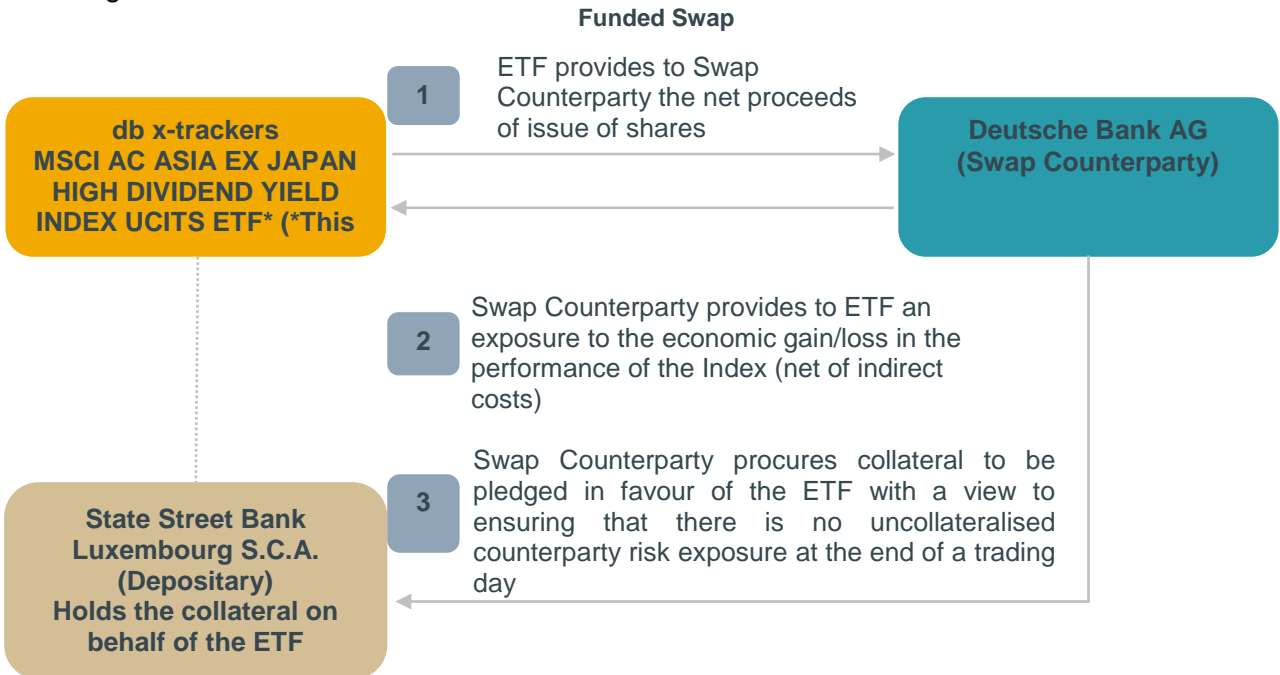 Funded Swap
1
ETF provides to Swap
Counterparty the net proceeds
of issue of shares
db x-trackers
MSCI AC ASIA EX JAPAN
HIGH DIVIDEND YIELD
INDEX UCITS ETF* (*This
Deutsche Bank AG
(Swap Counterparty)
2
Swap Counterparty provides to ETF an
exposure to the economic gain/loss in the
performance of the Index (net of indirect
costs)
3
Swap Counterparty procures collateral to be
pledged in favour of the ETF with a view to
ensuring that there is no uncollateralised
counterparty risk exposure at the end of a trading
day
State Street Bank
Luxembourg S.C.A.
(Depositary)
Holds the collateral on
behalf of the ETF